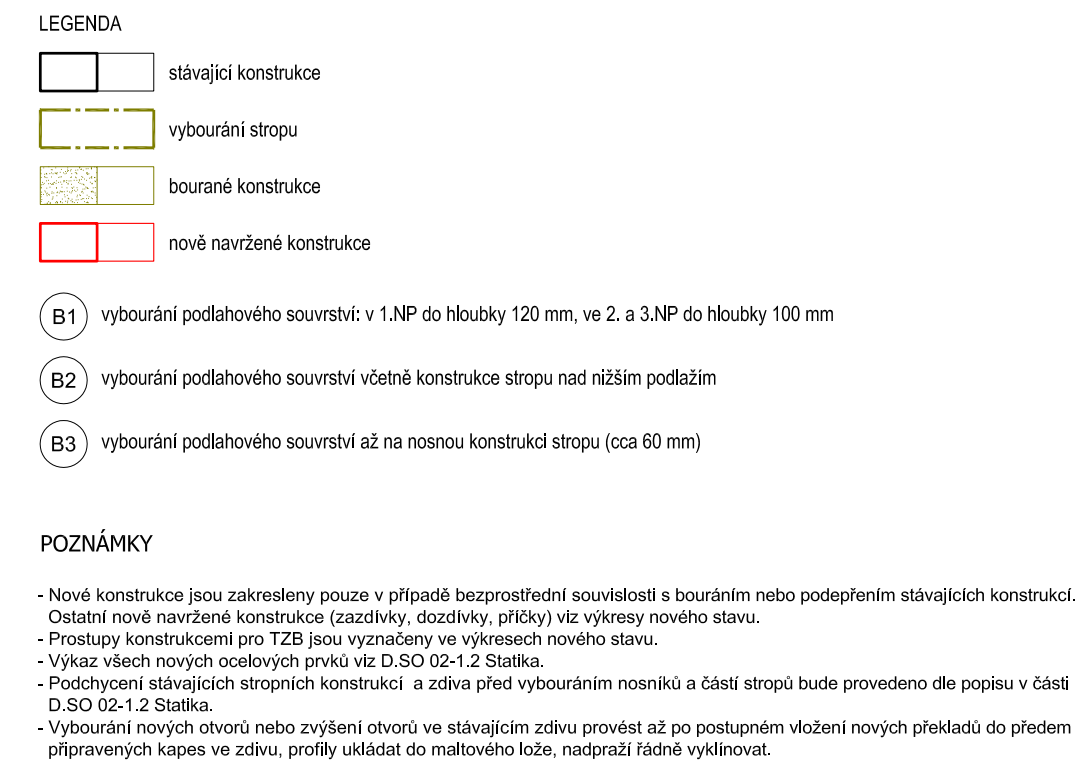 LEGENDA
stávající konstrukce
vybourání stropu
bourané konstrukce
nově navržené konstrukce
B1 vybourání podlahového souvrství: v 1.NP do hloubky 120 mm, ve 2. a 3.NP do hloubky 100 mm
B2 vybourání podlahového souvrství včetně konstrukce stropu nad nižším podlažím
B3 vybourání podlahového souvrství až na nosnou konstrukci stropu (cca 60 mm)
POZNÁMKY
- Nové konstrukce jsou zakresleny pouze v případě bezprostřední souvislosti s bouráním nebo podepřením stávajících konstrukcí.
Ostatní nově navržené konstrukce (zazdívky, dozdívky, příčky) viz výkresy nového stavu.
- Prostupy konstrukcemi pro TZB jsou vyznačeny ve výkresech nového stavu.
- Výkaz všech nových ocelových prvků viz D.SO 02-1.2 Statika.
- Podchycení stávajících stropních konstrukcí a zdiva před vybouráním nosníků a částí stropů bude provedeno dle popisu v části
D.SO 02-1.2 Statika.
- Vybourání nových otvorů nebo zvýšení otvorů ve stávajícím zdivu provést až po postupném vložení nových překladů do předem
připravených kapes ve zdivu, profily ukládat do maltového lože, nadpraží řádně vyklínovat.